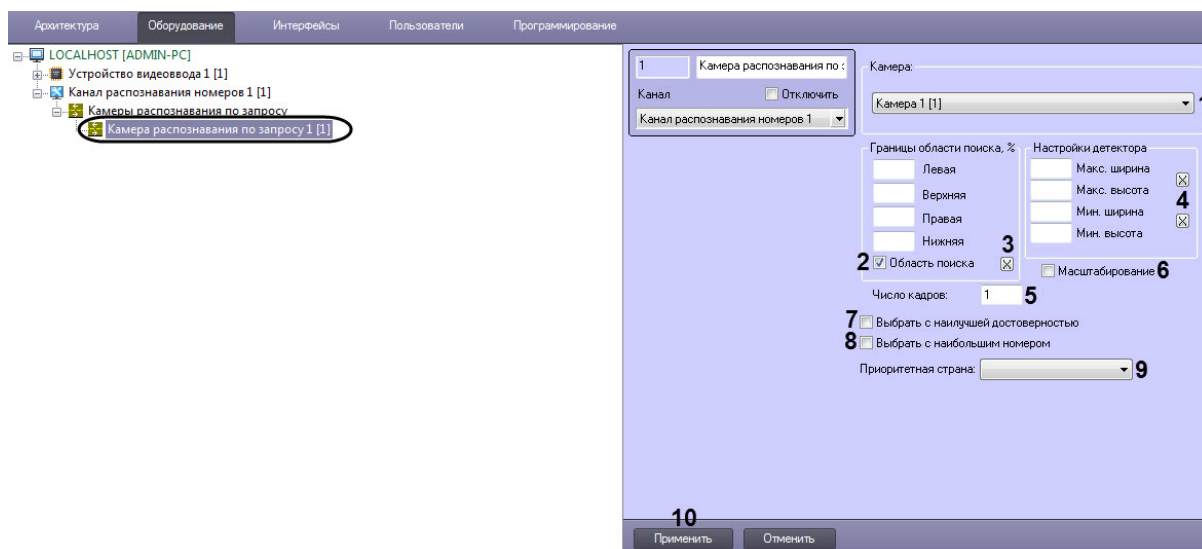 Архитектура Оборудование Интерфейсы Пользователи Программирование
LOCALHOST [ADMIN-PC]
Устройство видеоввода 1 [1]
Канал распознавания номеров 1 [1]
Камеры распознавания по запросу
Камера распознавания по запросу 1 [1]
1 Камера распознавания по
Канал Отключить
Канал распознавания номеров 1
Камера:
Камера 1 [1]
Границы области поиска, %
Левая
Верхняя
Правая
Нижняя
3
2 Область поиска
Настройки детектора
Макс. ширина
Макс. высота
4
Мин. ширина
Мин. высота
Масштабирование 6
Число кадров: 1 5
7 Выбрать с наилучшей достоверностью
8 Выбрать с наибольшим номером
Приоритетная страна: 9
10
Применить Отменить